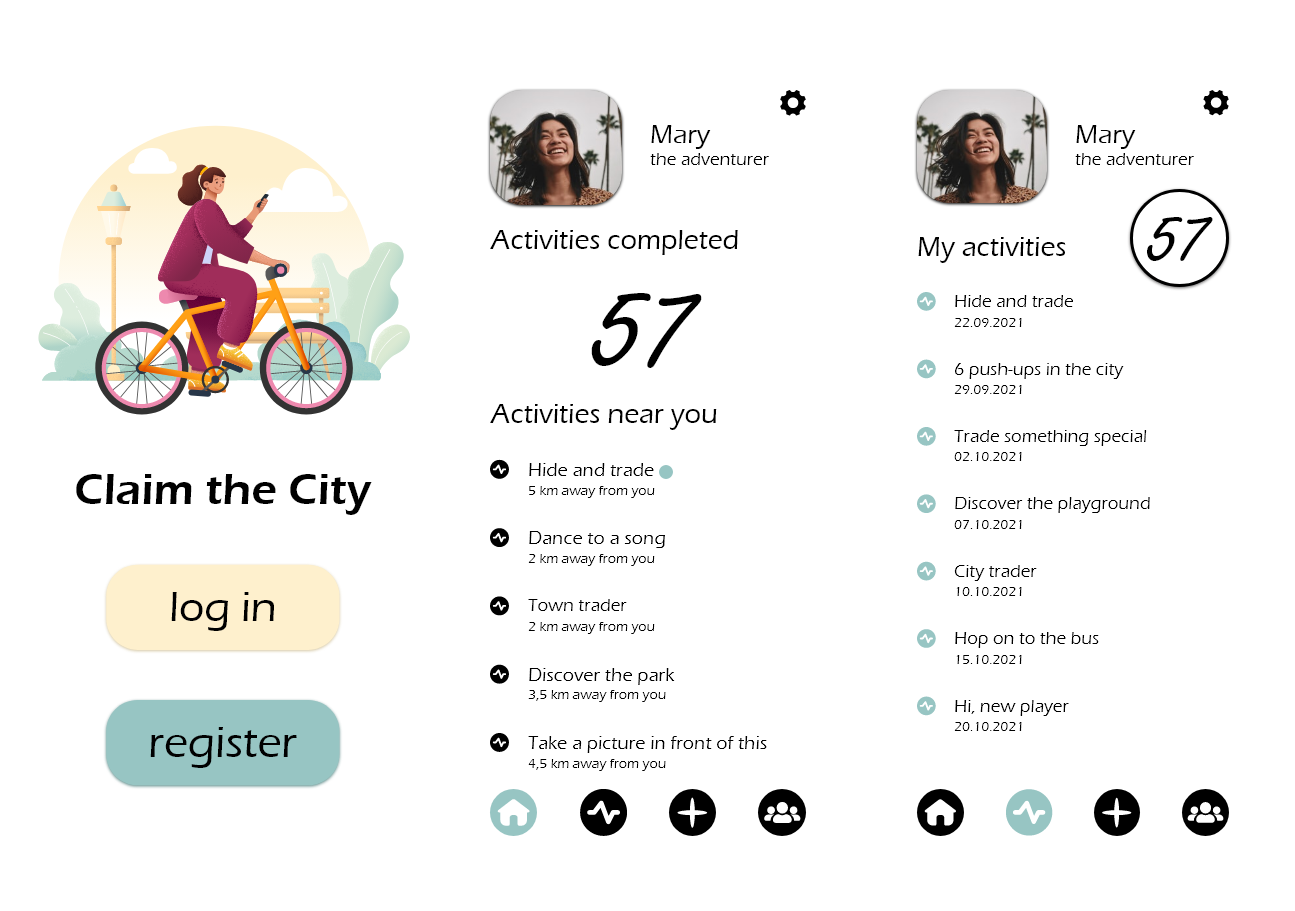 Claim the City
log in
register
Mary
the adventurer
Activities completed
57
Activities near you
Hide and trade
5 km away from you
Dance to a song
2 km away from you
Town trader
2 km away from you
Discover the park
3,5 km away from you
Take a picture in front of this
4,5 km away from you
Mary
the adventurer
57
My activities
Hide and trade
22.09.2021
6 push-ups in the city
29.09.2021
Trade something special
02.10.2021
Discover the playground
07.10.2021
City trader
10.10.2021
Hop on to the bus
15.10.2021
Hi, new player
20.10.2021